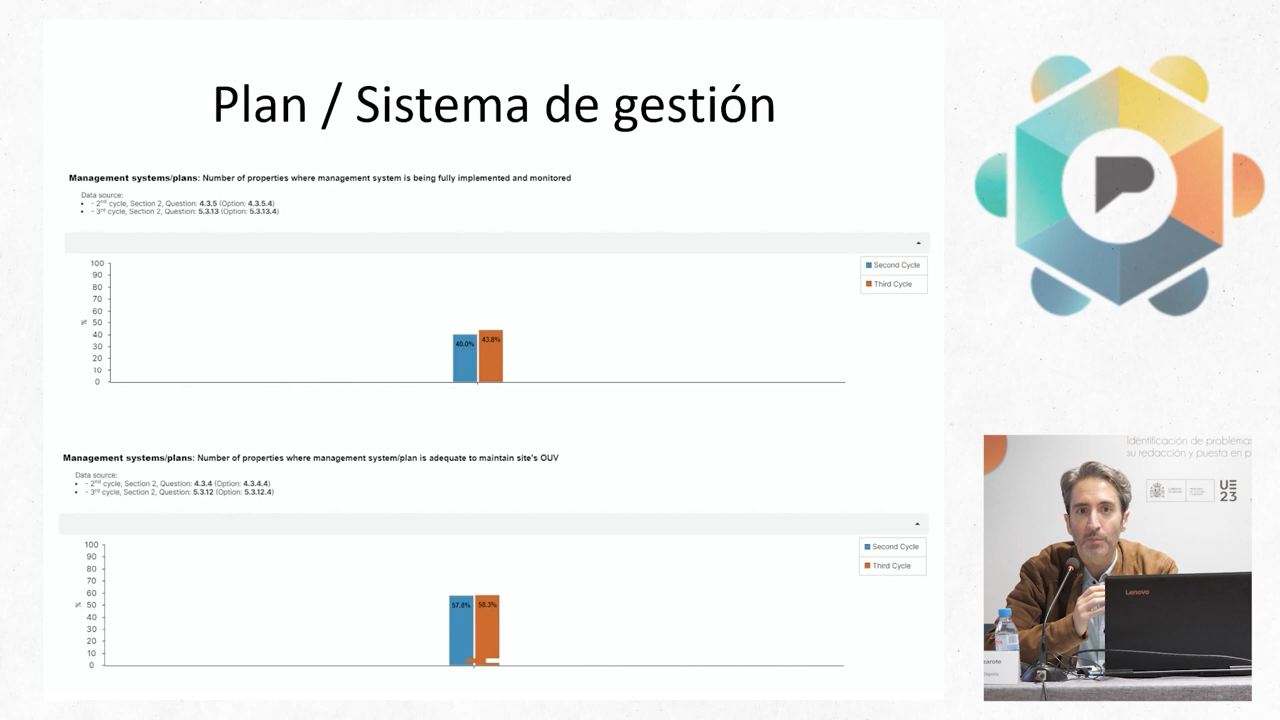 Plan / Sistema de gestión
Management systems/plans: Number of properties where management system is being fully implemented and monitored
Data source:
- 2nd cycle, Section 2, Question: 4.3.5 (Option: 4.3.5.4)
- 3rd cycle, Section 2, Question: 5.3.13 (Option: 5.3.13.4)
100
90
80
70
60
50
40
30
20
10
0
%
40.0%
43.8%
Second Cycle
Third Cycle
Management systems/plans: Number of properties where management system/plan is adequate to maintain site's OUV
Data source:
- 2nd cycle, Section 2, Question: 4.3.4 (Option: 4.3.4.4)
- 3rd cycle, Section 2, Question: 5.3.12 (Option: 5.3.12.4)
100
90
80
70
60
50
40
30
20
10
0
%
57.8%
58.3%
Second Cycle
Third Cycle
Identificación de problemas
su redacción y puesta en p
UE
23
Lenovo
zarote